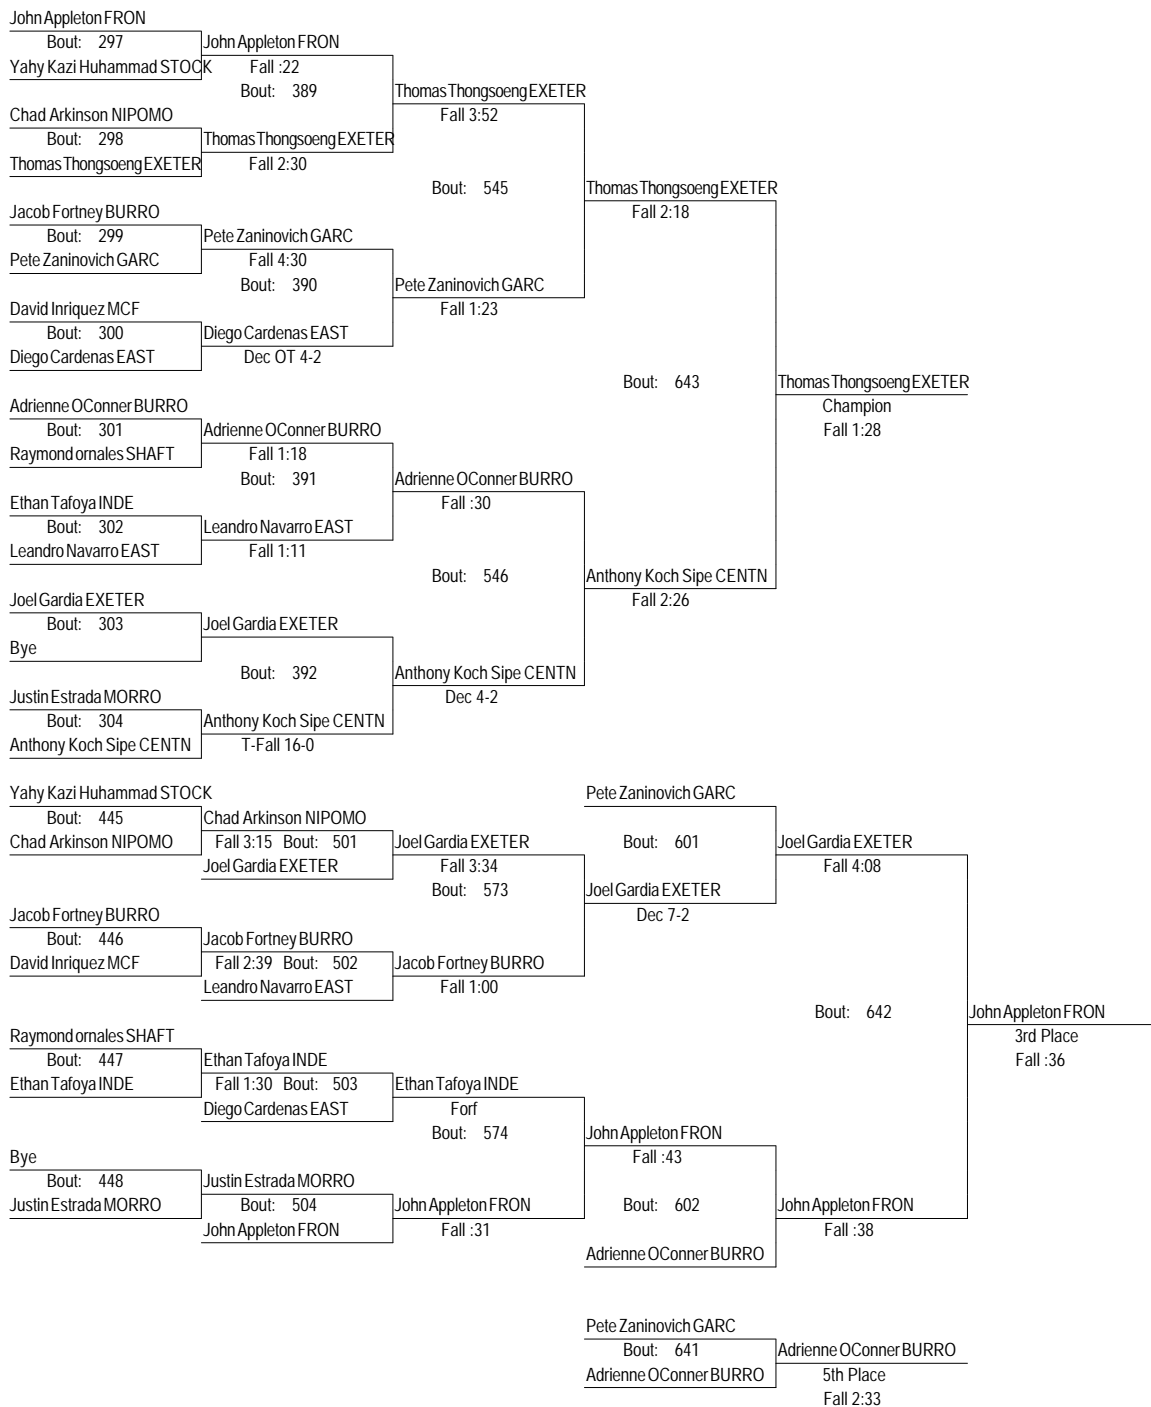 John Appleton FRON
Bout: 297
John Appleton FRON
Yahy Kazi Huhammad STOCK
Fall :22
Bout: 389
Thomas Thongsoeng EXETER
Chad Arkinson NIPOMO
Fall 3:52
Bout: 298
Thomas Thongsoeng EXETER
Thomas Thongsoeng EXETER
Fall 2:30
Bout: 545
Thomas Thongsoeng EXETER
Jacob Fortney BURRO
Fall 2:18
Bout: 299
Pete Zaninovich GARC
Pete Zaninovich GARC
Fall 4:30
Bout: 390
Pete Zaninovich GARC
David Inriquez MCF
Fall 1:23
Bout: 300
Diego Cardenas EAST
Diego Cardenas EAST
Dec OT 4-2
Bout: 643
Thomas Thongsoeng EXETER
Adrienne OConner BURRO
Champion
Bout: 301
Adrienne OConner BURRO
Fall 1:28
Raymond ornales SHAFT
Fall 1:18
Bout: 391
Adrienne OConner BURRO
Ethan Tafoya INDE
Fall :30
Bout: 302
Leandro Navarro EAST
Leandro Navarro EAST
Fall 1:11
Bout: 546
Anthony Koch Sipe CENTN
Joel Gardia EXETER
Fall 2:26
Bout: 303
Joel Gardia EXETER
Bye
Bout: 392
Anthony Koch Sipe CENTN
Justin Estrada MORRO
Dec 4-2
Bout: 304
Anthony Koch Sipe CENTN
Anthony Koch Sipe CENTN
T-Fall 16-0
Yahy Kazi Huhammad STOCK
Pete Zaninovich GARC
Bout: 445
Chad Arkinson NIPOMO
Chad Arkinson NIPOMO
Fall 3:15 Bout: 501
Joel Gardia EXETER
Bout: 601
Joel Gardia EXETER
Joel Gardia EXETER
Fall 3:34
Fall 4:08
Bout: 573
Joel Gardia EXETER
Jacob Fortney BURRO
Dec 7-2
Bout: 446
Jacob Fortney BURRO
David Inriquez MCF
Fall 2:39 Bout: 502
Jacob Fortney BURRO
Leandro Navarro EAST
Fall 1:00
Bout: 642
John Appleton FRON
Raymond ornales SHAFT
3rd Place
Bout: 447
Ethan Tafoya INDE
Fall :36
Ethan Tafoya INDE
Fall 1:30 Bout: 503
Ethan Tafoya INDE
Diego Cardenas EAST
Forf
Bout: 574
John Appleton FRON
Bye
Fall :43
Bout: 448
Justin Estrada MORRO
Justin Estrada MORRO
Bout: 504
John Appleton FRON
Bout: 602
John Appleton FRON
John Appleton FRON
Fall :31
Fall :38
Adrienne OConner BURRO
Pete Zaninovich GARC
Bout: 641
Adrienne OConner BURRO
Adrienne OConner BURRO
5th Place
Fall 2:33